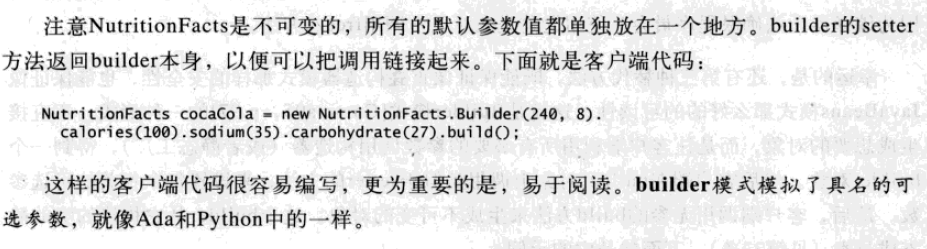 注意NutritionFacts是不可变的，所有的默认参数值都单独放在一个地方。builder的setter
方法返回builder本身，以便可以把调用链接起来。下面就是客户端代码：
NutritionFacts cocaCola = new NutritionFacts.Builder(240, 8).
calories(100).sodium(35).carbohydrate(27).build();
这样的客户端代码很容易编写，更为重要的是，易于阅读。builder模式模拟了具名的可
选参数，就像Ada和Python中的一样。